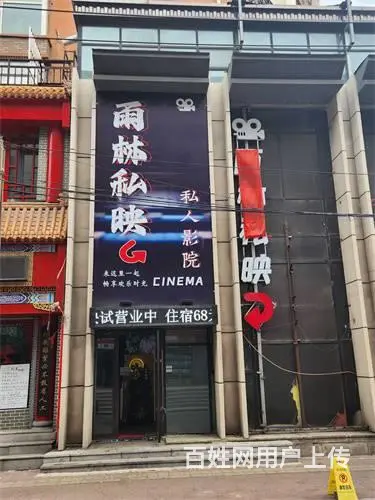 雨林私映
私人影院
CINEMA
来这里一起
畅享欢乐时光
试营业中 住宿68
映
百姓网用户上传